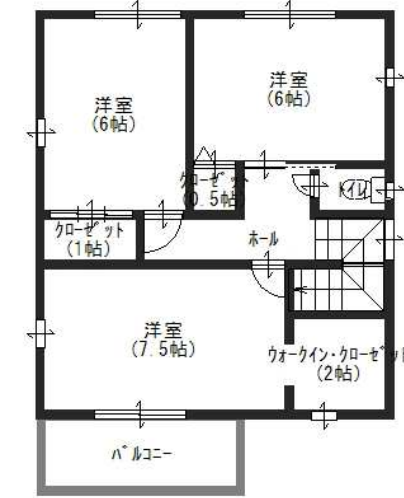 洋室
(6帖)
洋室
(6帖)
クローゼット
(0.5帖)
トイレ
クローゼット
(1帖)
ホール
洋室
(7.5帖)
ウォークイン・クローゼット
(2帖)
バルコニー